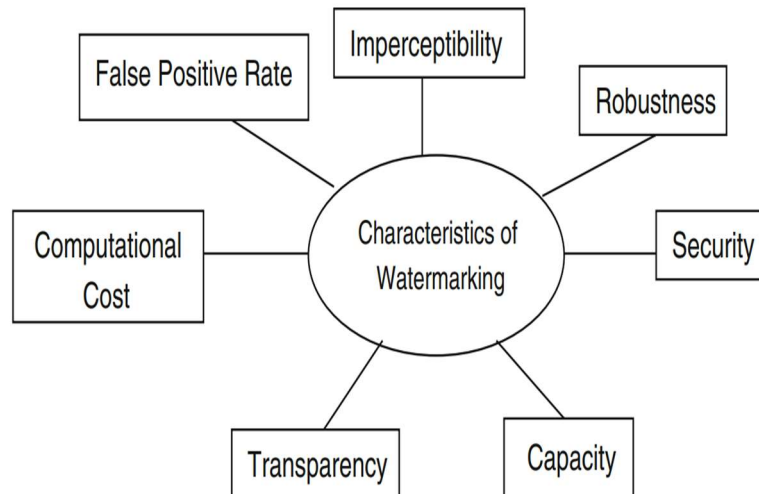 Imperceptibility
False Positive Rate
Robustness
Characteristics of
Watermarking
Computational
Cost
Security
Transparency
Capacity